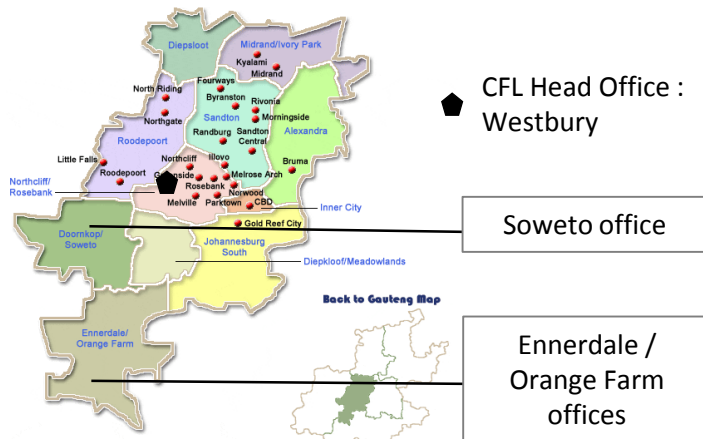 Diepsloot
Midrand/Ivory Park
Kyalami
Midrand
Fourways
North Riding
Byranston
Rivonia
Morningside
Northgate
Sandton
Alexandra
Roodepoort
Randburg
Sandton
Central
Little Falls
Northcliff
Illovo
Bruma
Roodepoort
Melrose Arch
Northcliff/
Rosebank
Rosebank
Norwood
Melville
Parktown
CBD
Inner City
Gold Reef City
Doornkop/
Soweto
Johannesburg
South
Diepkloof/Meadowlands
Ennerdale/
Orange Farm
Back to Gauteng Map
CFL Head Office :
Westbury
Soweto office
Ennerdale /
Orange Farm
offices